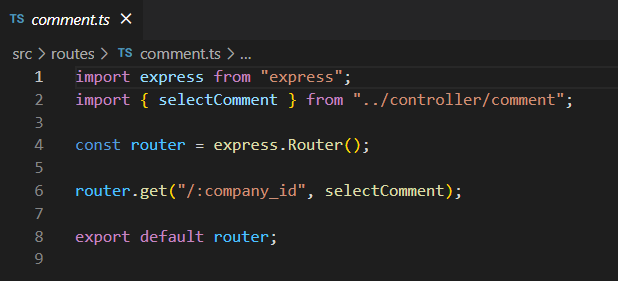 TS comment.ts ×
src > routes > TS comment.ts > ...
1 import express from "express";
2 import { selectComment } from "../controller/comment";
3
4 const router = express.Router();
5
6 router.get("/:company_id", selectComment);
7
8 export default router;
9